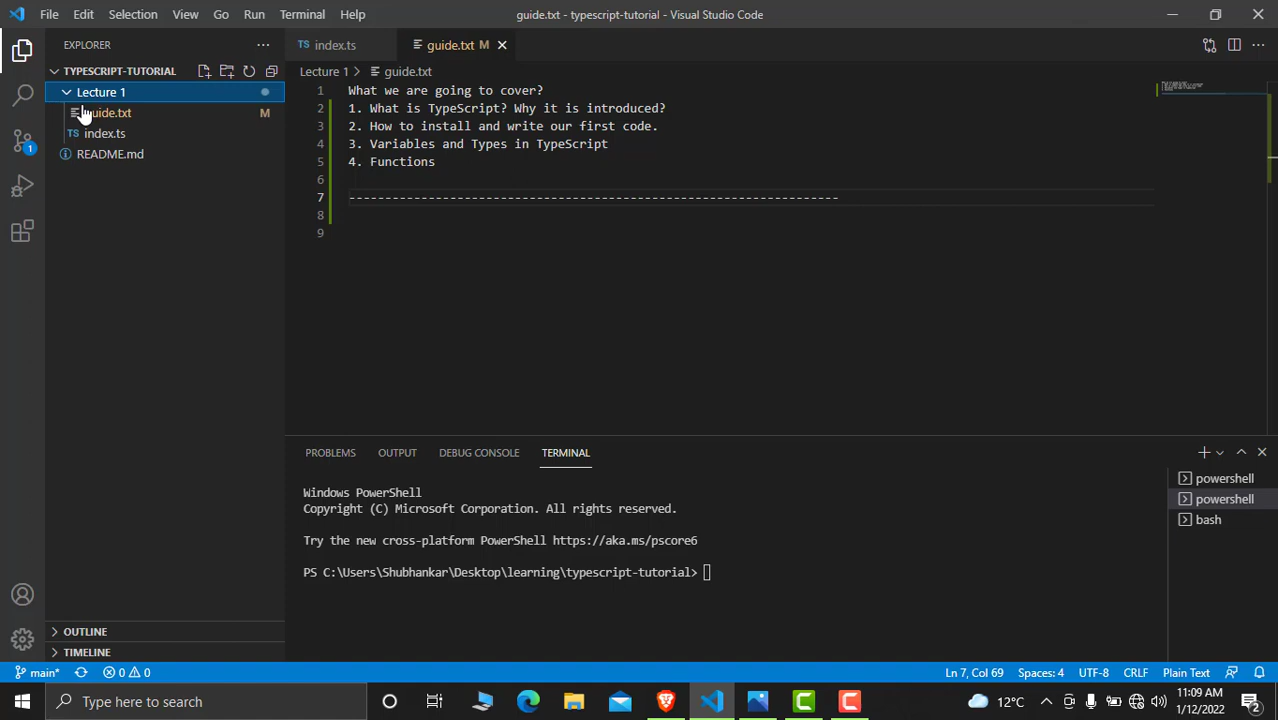 File Edit Selection View Go Run Terminal Help
guide.txt - typescript-tutorial - Visual Studio Code
EXPLORER
TS index.ts
guide.txt M
TYPESCRIPT-TUTORIAL
Lecture 1 > guide.txt
Lecture 1
guide.txt M
TS index.ts
README.md
1 What we are going to cover?
2 1. What is TypeScript? Why it is introduced?
3 2. How to install and write our first code.
4 3. Variables and Types in TypeScript
5 4. Functions
6
7 --------------------------------------------------------------------
8
9
1
PROBLEMS OUTPUT DEBUG CONSOLE TERMINAL
Windows PowerShell
Copyright (C) Microsoft Corporation. All rights reserved.
Try the new cross-platform PowerShell https://aka.ms/pscore6
PS C:\Users\Shubhankar\Desktop\learning\typescript-tutorial>
powershell
powershell
bash
OUTLINE
TIMELINE
main* 0 0
Ln 7, Col 69 Spaces: 4 UTF-8 CRLF Plain Text
Type here to search
12°C
11:09 AM
1/12/2022
2